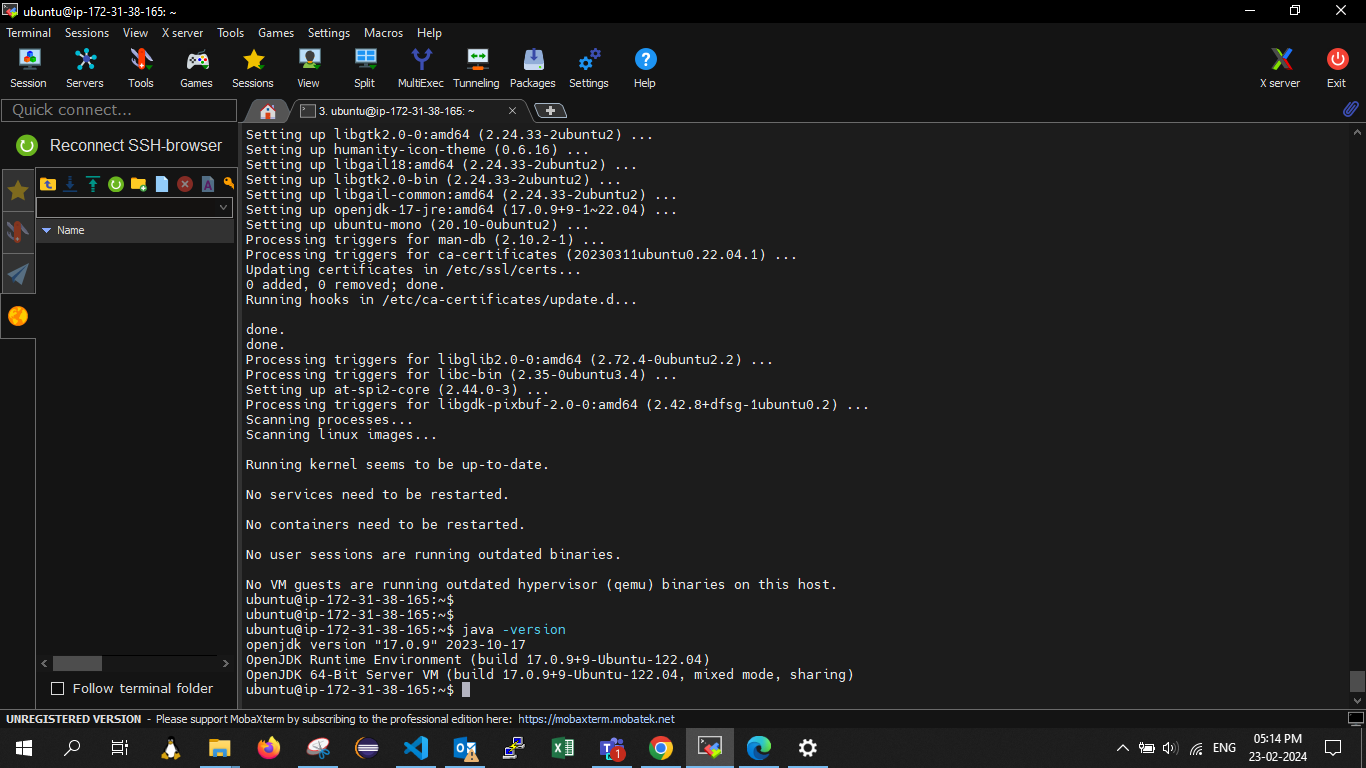 ubuntu@ip-172-31-38-165: ~
Terminal Sessions View X server Tools Games Settings Macros Help
Session Servers Tools Games Sessions View Split MultiExec Tunneling Packages Settings Help X server Exit
Quick connect...
3. ubuntu@ip-172-31-38-165: ~
Reconnect SSH-browser
Name
Follow terminal folder
Setting up libgtk2.0-0:amd64 (2.24.33-2ubuntu2) ...
Setting up humanity-icon-theme (0.6.16) ...
Setting up libgail18:amd64 (2.24.33-2ubuntu2) ...
Setting up libgtk2.0-bin (2.24.33-2ubuntu2) ...
Setting up libgail-common:amd64 (2.24.33-2ubuntu2) ...
Setting up openjdk-17-jre:amd64 (17.0.9+9-1~22.04) ...
Setting up ubuntu-mono (20.10-0ubuntu2) ...
Processing triggers for man-db (2.10.2-1) ...
Processing triggers for ca-certificates (20230311ubuntu0.22.04.1) ...
Updating certificates in /etc/ssl/certs...
0 added, 0 removed; done.
Running hooks in /etc/ca-certificates/update.d...
done.
done.
Processing triggers for libglib2.0-0:amd64 (2.72.4-0ubuntu2.2) ...
Processing triggers for libc-bin (2.35-0ubuntu3.4) ...
Setting up at-spi2-core (2.44.0-3) ...
Processing triggers for libgdk-pixbuf-2.0-0:amd64 (2.42.8+dfsg-1ubuntu0.2) ...
Scanning processes...
Scanning linux images...
Running kernel seems to be up-to-date.
No services need to be restarted.
No containers need to be restarted.
No user sessions are running outdated binaries.
No VM guests are running outdated hypervisor (qemu) binaries on this host.
ubuntu@ip-172-31-38-165:~$
ubuntu@ip-172-31-38-165:~$
ubuntu@ip-172-31-38-165:~$ java -version
openjdk version "17.0.9" 2023-10-17
OpenJDK Runtime Environment (build 17.0.9+9-Ubuntu-122.04)
OpenJDK 64-Bit Server VM (build 17.0.9+9-Ubuntu-122.04, mixed mode, sharing)
ubuntu@ip-172-31-38-165:~$
UNREGISTERED VERSION - Please support MobaXterm by subscribing to the professional edition here: https://mobaxterm.mobatek.net
1
ENG
05:14 PM
23-02-2024